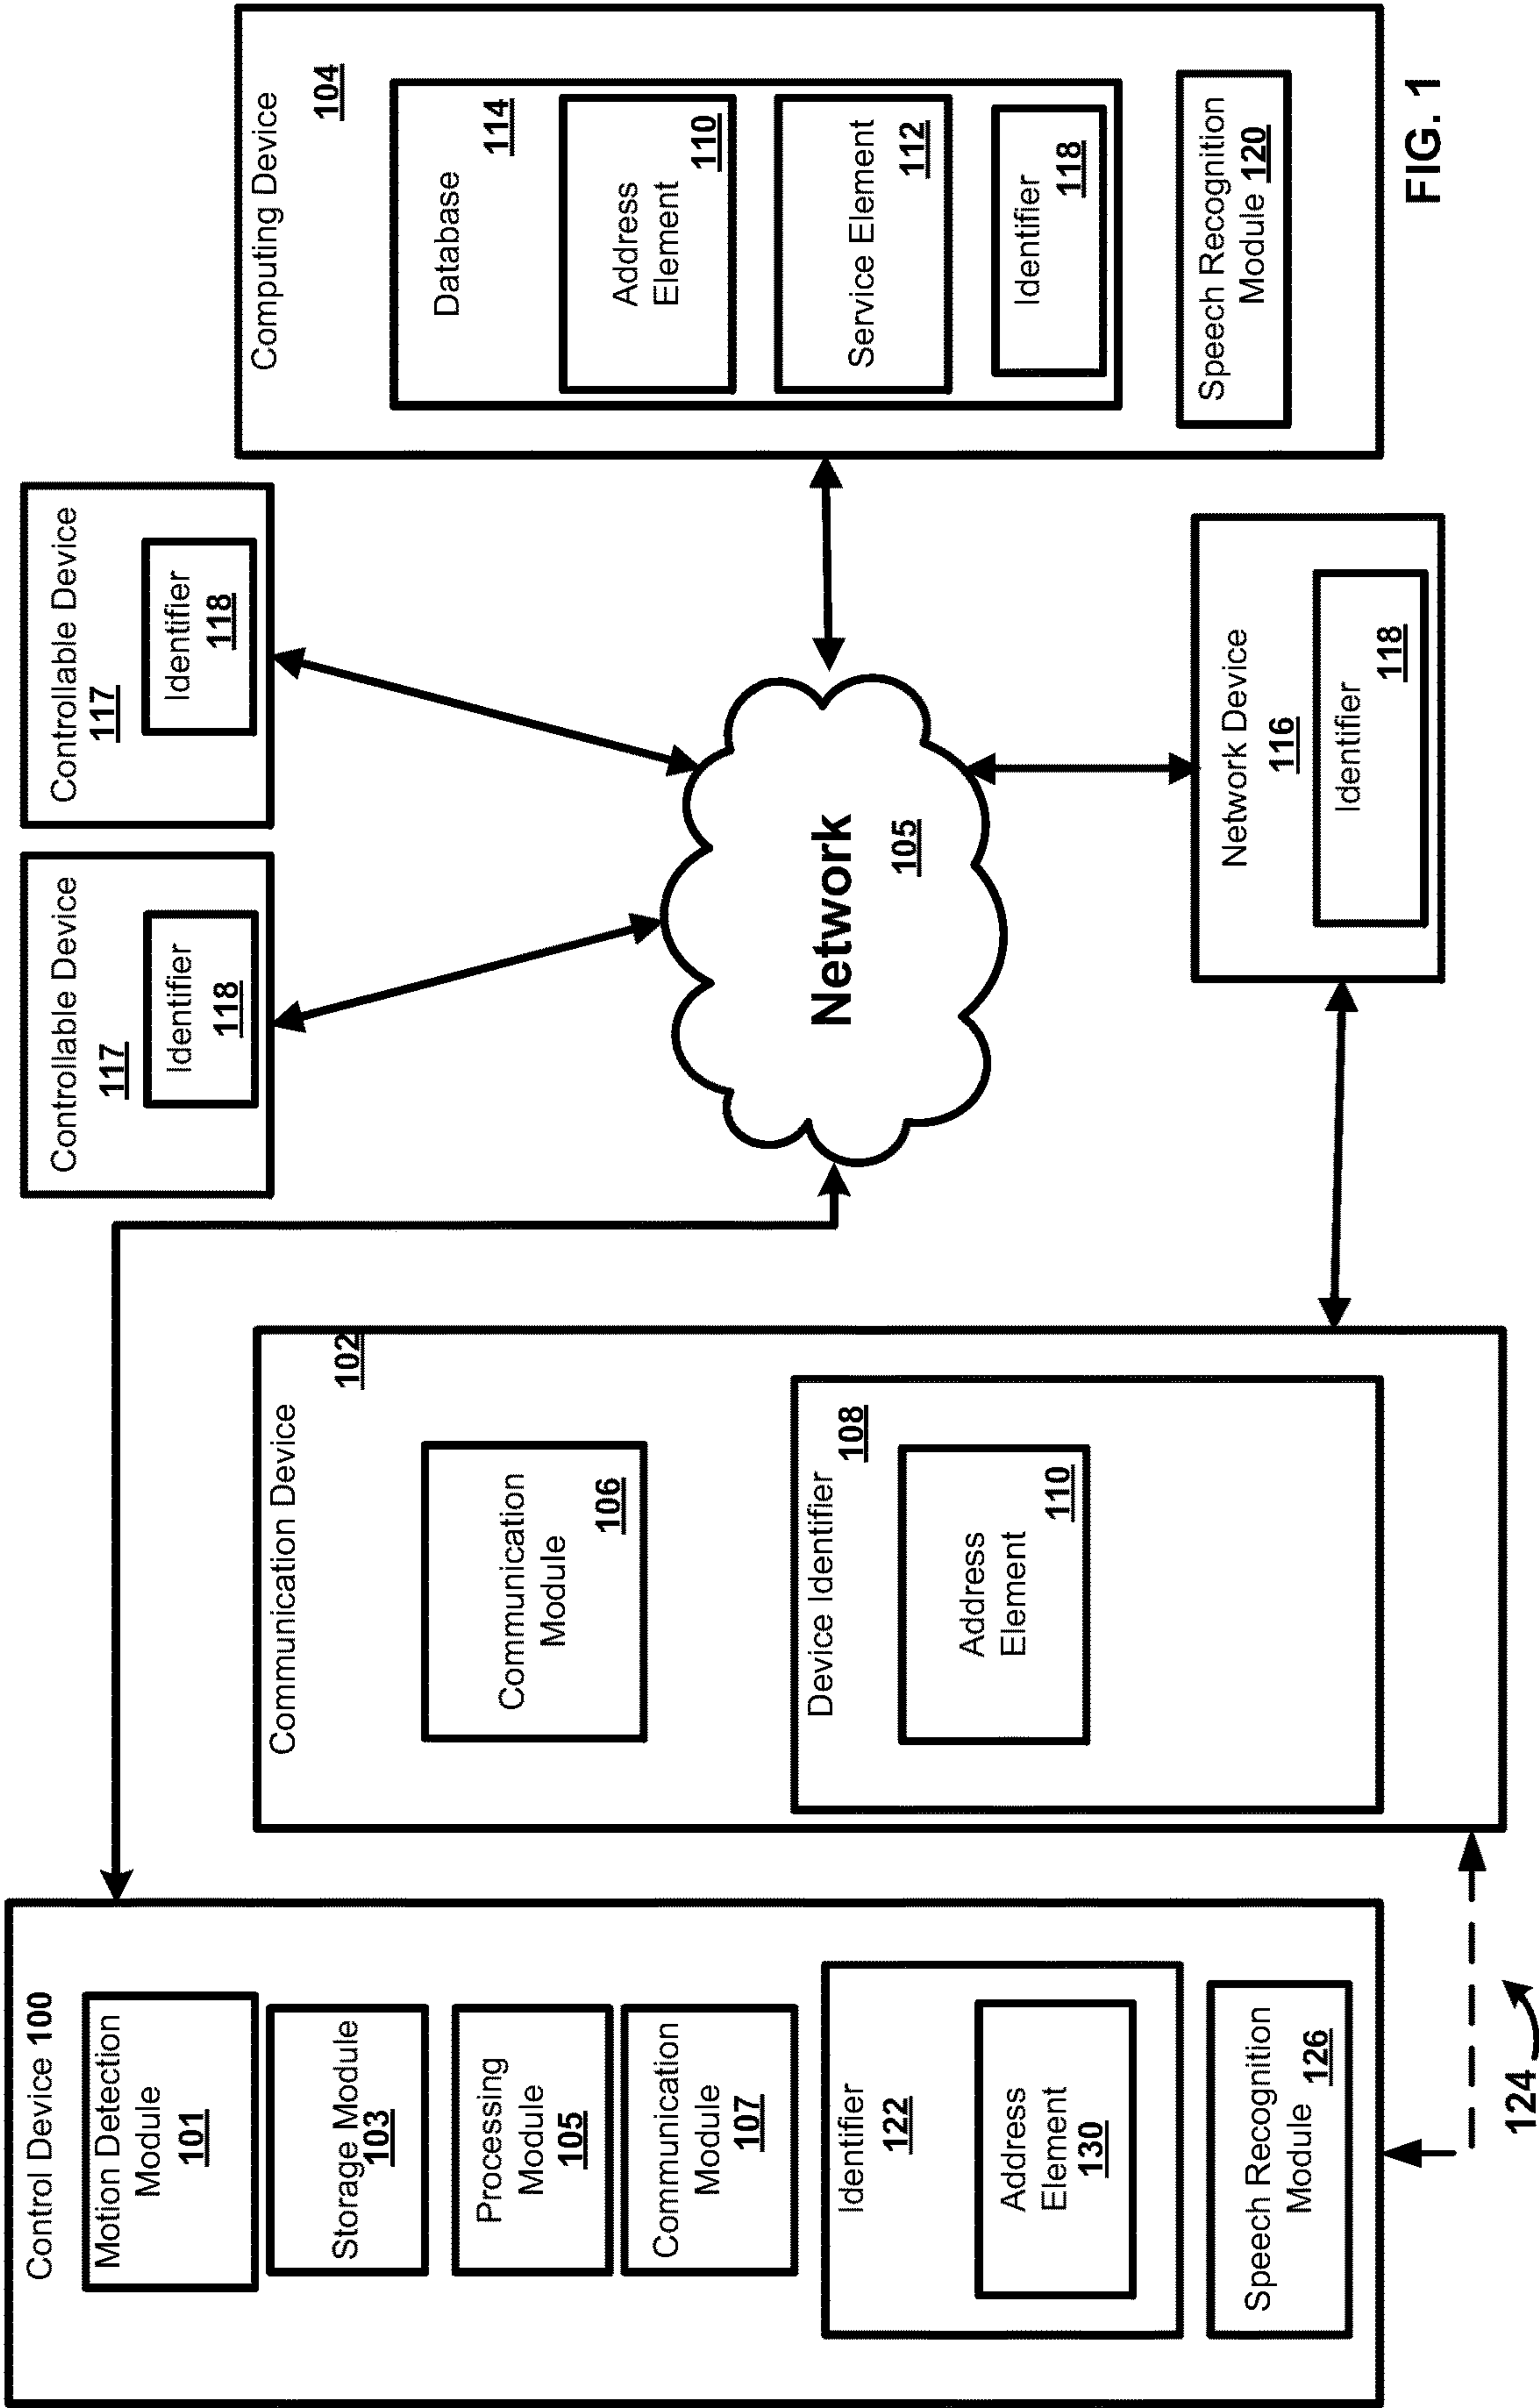 Control Device 100
Motion Detection
Module
101
Storage Module
103
Processing
Module
105
Communication
Module
107
Identifier
122
Address
Element
130
Speech Recognition
Module
126
124
Communication Device
102
Communication
Module
106
Device Identifier
108
Address
Element
110
Controllable Device
117
Identifier
118
Controllable Device
117
Identifier
118
Network
105
Network Device
116
Identifier
118
Computing Device
104
Database
114
Address
Element
110
Service Element
112
Identifier
118
Speech Recognition
Module 120
FIG. 1